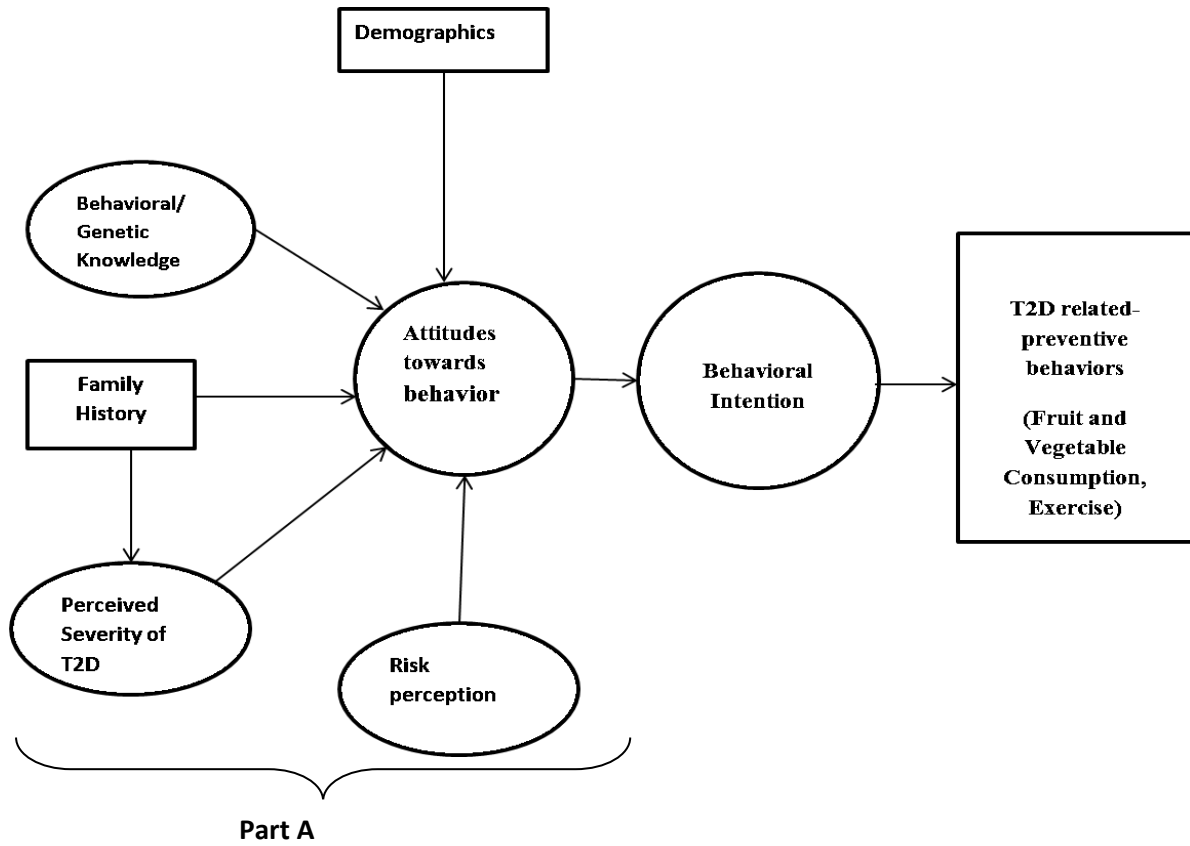 Demographics
Behavioral/
Genetic
Knowledge
Attitudes
towards
behavior
Family
History
Behavioral
Intention
T2D related-
preventive
behaviors
(Fruit and
Vegetable
Consumption,
Exercise)
Perceived
Severity of
T2D
Risk
perception
Part A